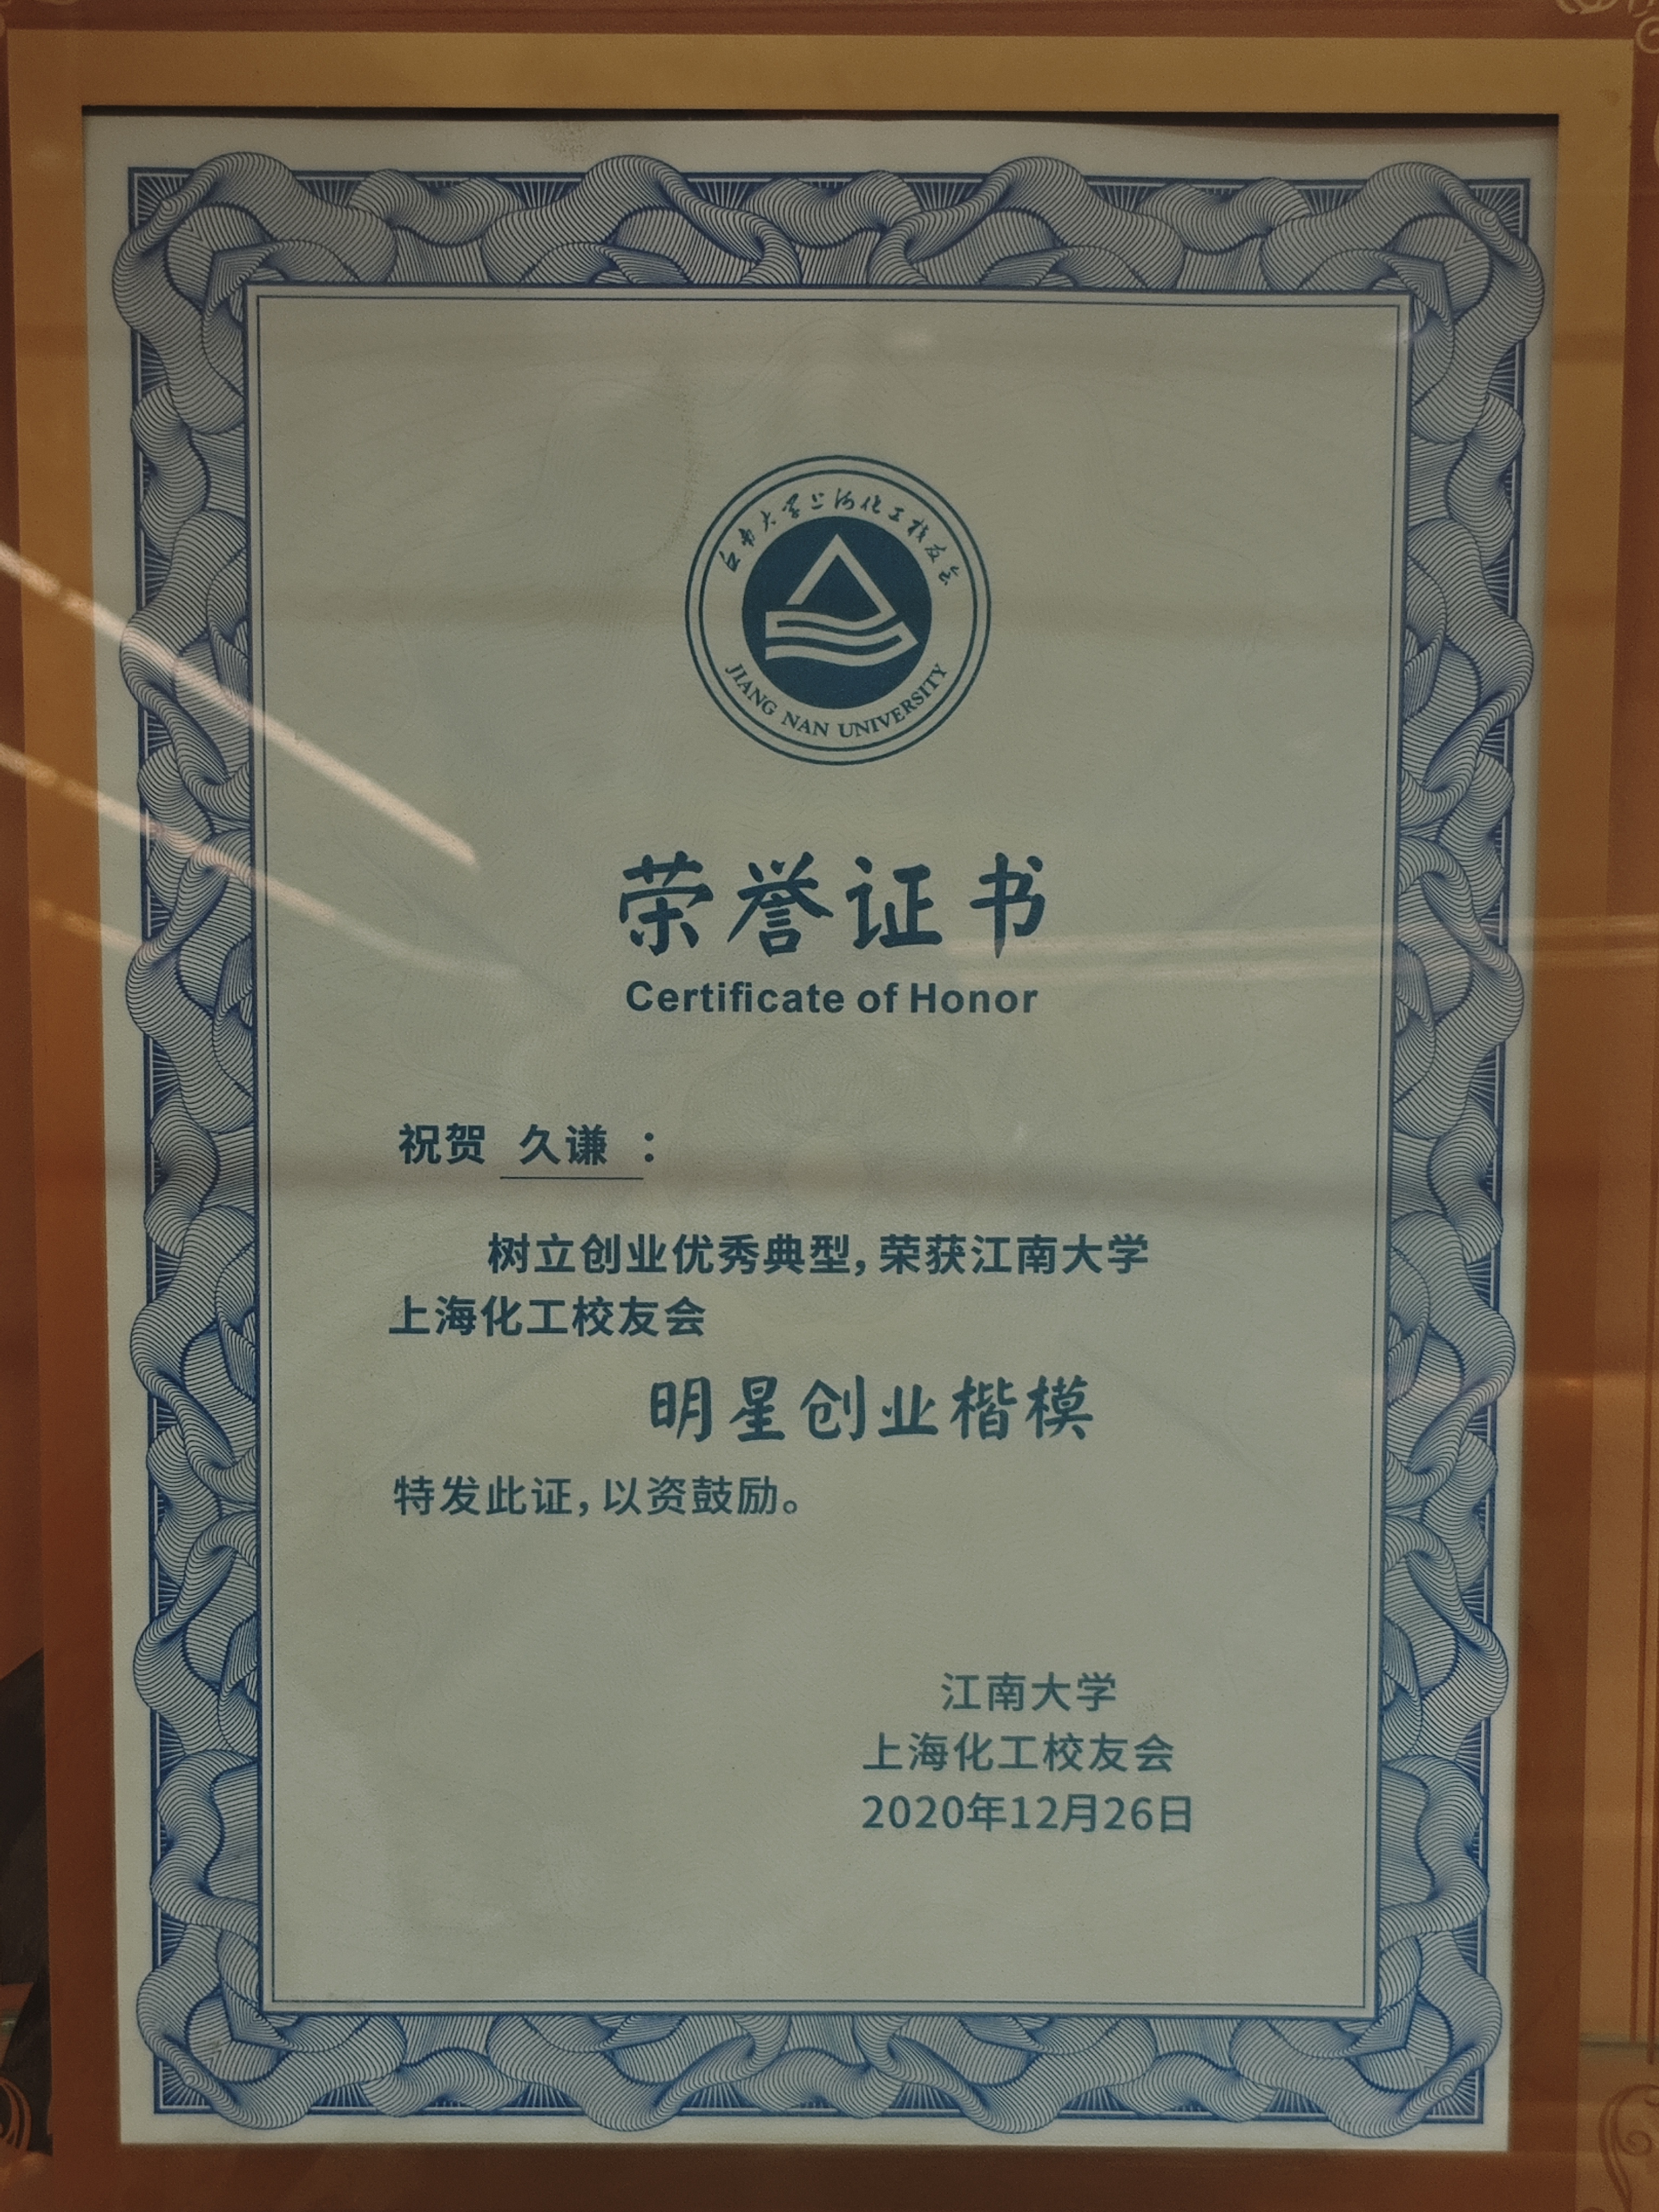 江南大学上海化工校友会
JIANG NAN UNIVERSITY
荣誉证书
Certificate of Honor
祝贺 久谦 ：
树立创业优秀典型，荣获江南大学
上海化工校友会
明星创业楷模
特发此证，以资鼓励。
江南大学
上海化工校友会
2020年12月26日